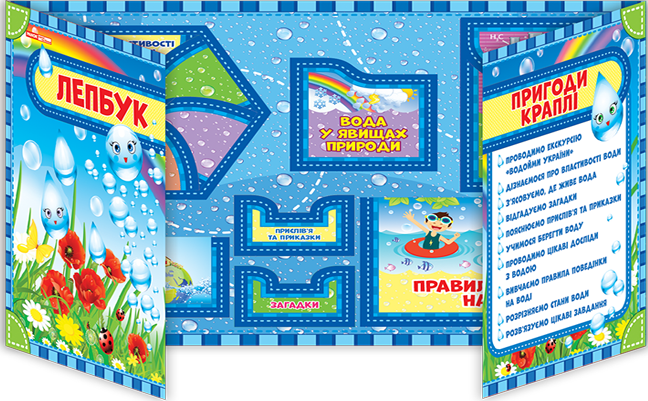 ЛЕПБУК
ВОДА
У ЯВИЩАХ
ПРИРОДИ
ПРИСЛІВ'Я
ТА ПРИКАЗКИ
ЗАГАДКИ
НА
Н₂С
ПРИГОДИ
КРАПЛІ
ПРОВОДИМО ЕКСКУРСІЮ
«ВОДОЙМИ УКРАЇНИ»
ДІЗНАЄМОСЯ ПРО ВЛАСТИВОСТІ ВОДИ
З'ЯСОВУЄМО, ДЕ ЖИВЕ ВОДА
ВІДГАДУЄМО ЗАГАДКИ
ПОЯСНЮЄМО ПРИСЛІВ'Я ТА ПРИКАЗКИ
УЧИМОСЯ БЕРЕГТИ ВОДУ
ПРОВОДИМО ЦІКАВІ ДОСЛІДИ
З ВОДОЮ
ВИВЧАЄМО ПРАВИЛА ПОВЕДІНКИ
НА ВОДІ
РОЗРІЗНЯЄМО СТАНИ ВОДИ
РОЗВ'ЯЗУЄМО ЦІКАВІ ЗАВДАННЯ